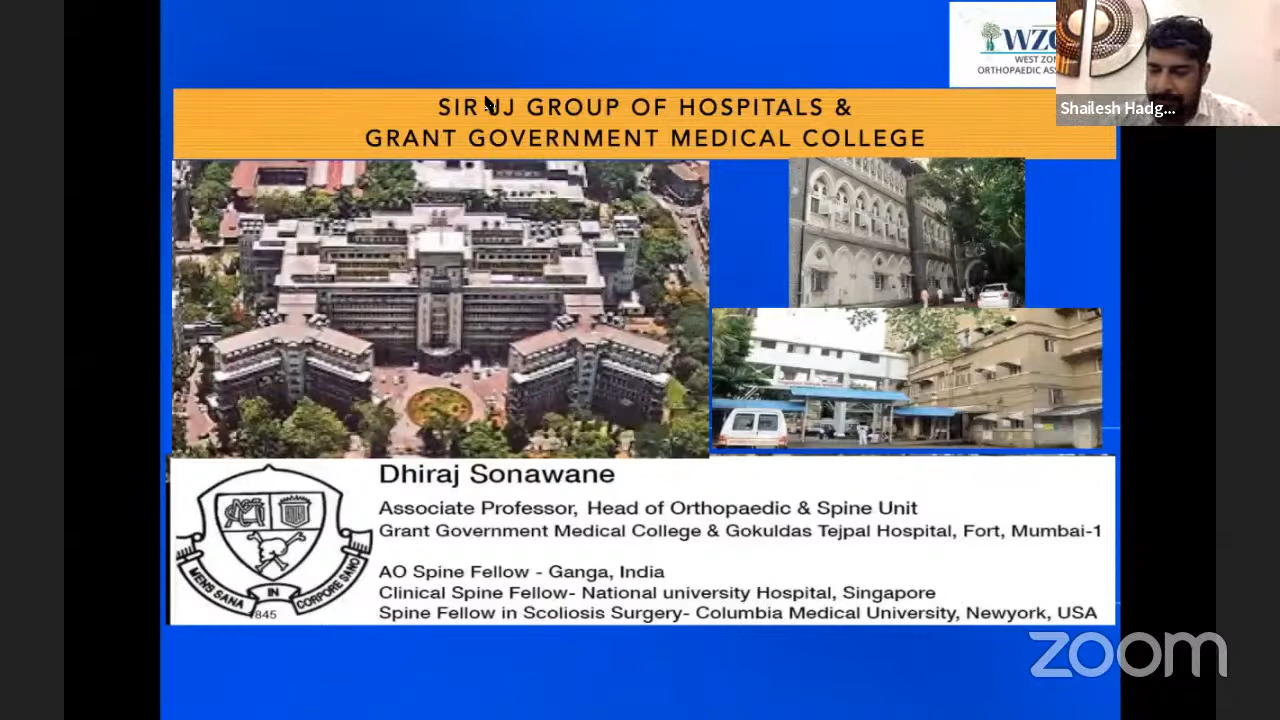 WZO
WEST ZON
ORTHOPAEDIC ASS
Shailesh Hadg...
SIR JJ GROUP OF HOSPITALS &
GRANT GOVERNMENT MEDICAL COLLEGE
Dhiraj Sonawane
Associate Professor, Head of Orthopaedic & Spine Unit
Grant Government Medical College & Gokuldas Tejpal Hospital, Fort, Mumbai-1
AO Spine Fellow - Ganga, India
Clinical Spine Fellow- National university Hospital, Singapore
Spine Fellow in Scoliosis Surgery- Columbia Medical University, Newyork, USA
MENS SANA IN CORPORE SANO
1845
zoom